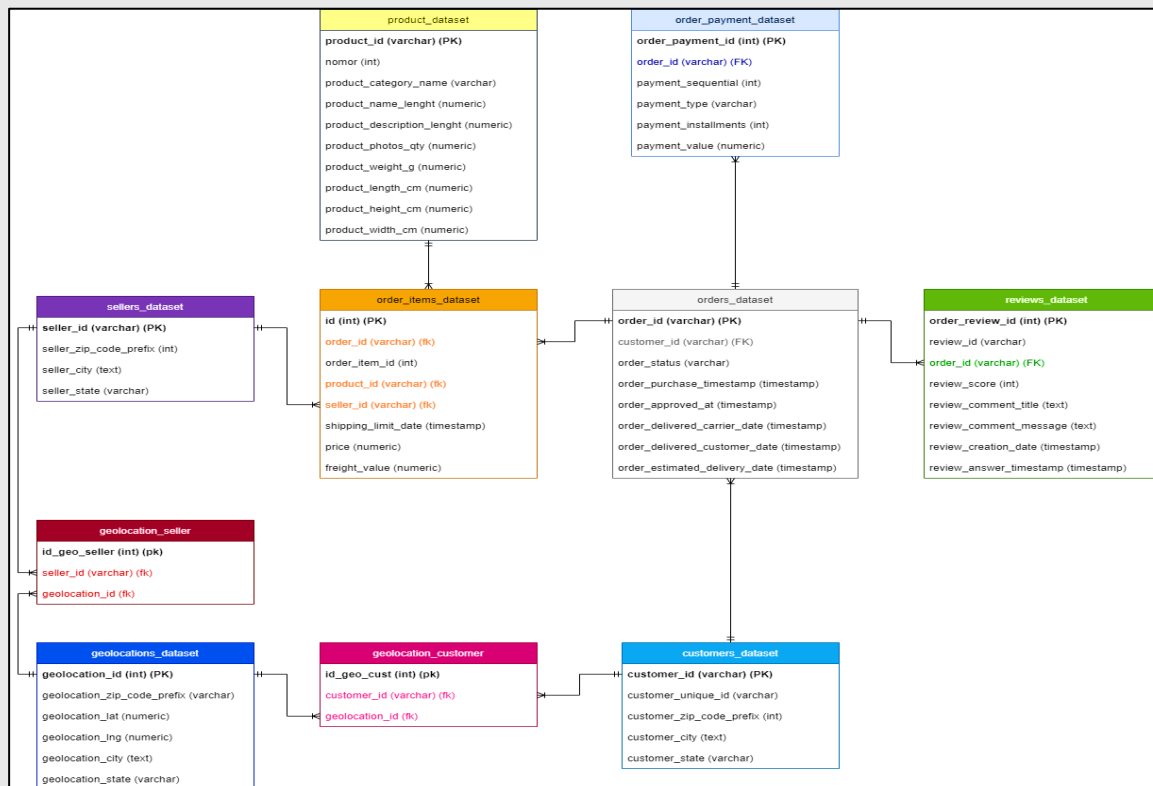 product_dataset
product_id (varchar) (PK)
nomor (int)
product_category_name (varchar)
product_name_lenght (numeric)
product_description_lenght (numeric)
product_photos_qty (numeric)
product_weight_g (numeric)
product_length_cm (numeric)
product_height_cm (numeric)
product_width_cm (numeric)
order_payment_dataset
order_payment_id (int) (PK)
order_id (varchar) (FK)
payment_sequential (int)
payment_type (varchar)
payment_installments (int)
payment_value (numeric)
sellers_dataset
seller_id (varchar) (PK)
seller_zip_code_prefix (int)
seller_city (text)
seller_state (varchar)
order_items_dataset
id (int) (PK)
order_id (varchar) (fk)
order_item_id (int)
product_id (varchar) (fk)
seller_id (varchar) (fk)
shipping_limit_date (timestamp)
price (numeric)
freight_value (numeric)
orders_dataset
order_id (varchar) (PK)
customer_id (varchar) (FK)
order_status (varchar)
order_purchase_timestamp (timestamp)
order_approved_at (timestamp)
order_delivered_carrier_date (timestamp)
order_delivered_customer_date (timestamp)
order_estimated_delivery_date (timestamp)
reviews_dataset
order_review_id (int) (PK)
review_id (varchar)
order_id (varchar) (FK)
review_score (int)
review_comment_title (text)
review_comment_message (text)
review_creation_date (timestamp)
review_answer_timestamp (timestamp)
geolocation_seller
id_geo_seller (int) (pk)
seller_id (varchar) (fk)
geolocation_id (fk)
geolocations_dataset
geolocation_id (int) (PK)
geolocation_zip_code_prefix (varchar)
geolocation_lat (numeric)
geolocation_lng (numeric)
geolocation_city (text)
geolocation_state (varchar)
geolocation_customer
id_geo_cust (int) (pk)
customer_id (varchar) (fk)
geolocation_id (fk)
customers_dataset
customer_id (varchar) (PK)
customer_unique_id (varchar)
customer_zip_code_prefix (int)
customer_city (text)
customer_state (varchar)